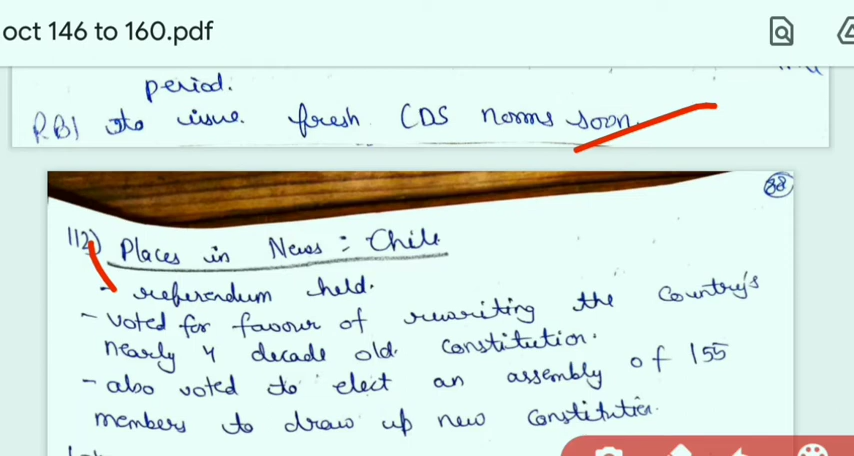 oct 146 to 160.pdf
period.
RBI to issue fresh CDS norms soon.
88
112) Places in News : Chile
- referendum held.
- voted for favour of rewriting the country's
nearly 4 decade old constitution.
- also voted to elect an assembly of 155
members to draw up new constitution.